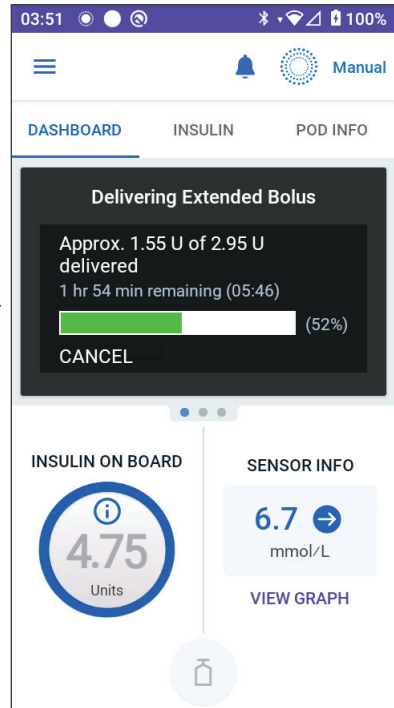 03:51 100%
Manual
DASHBOARD INSULIN POD INFO
Delivering Extended Bolus
Approx. 1.55 U of 2.95 U
delivered
1 hr 54 min remaining (05:46)
(52%)
CANCEL
INSULIN ON BOARD
4.75
Units
SENSOR INFO
6.7
mmol/L
VIEW GRAPH